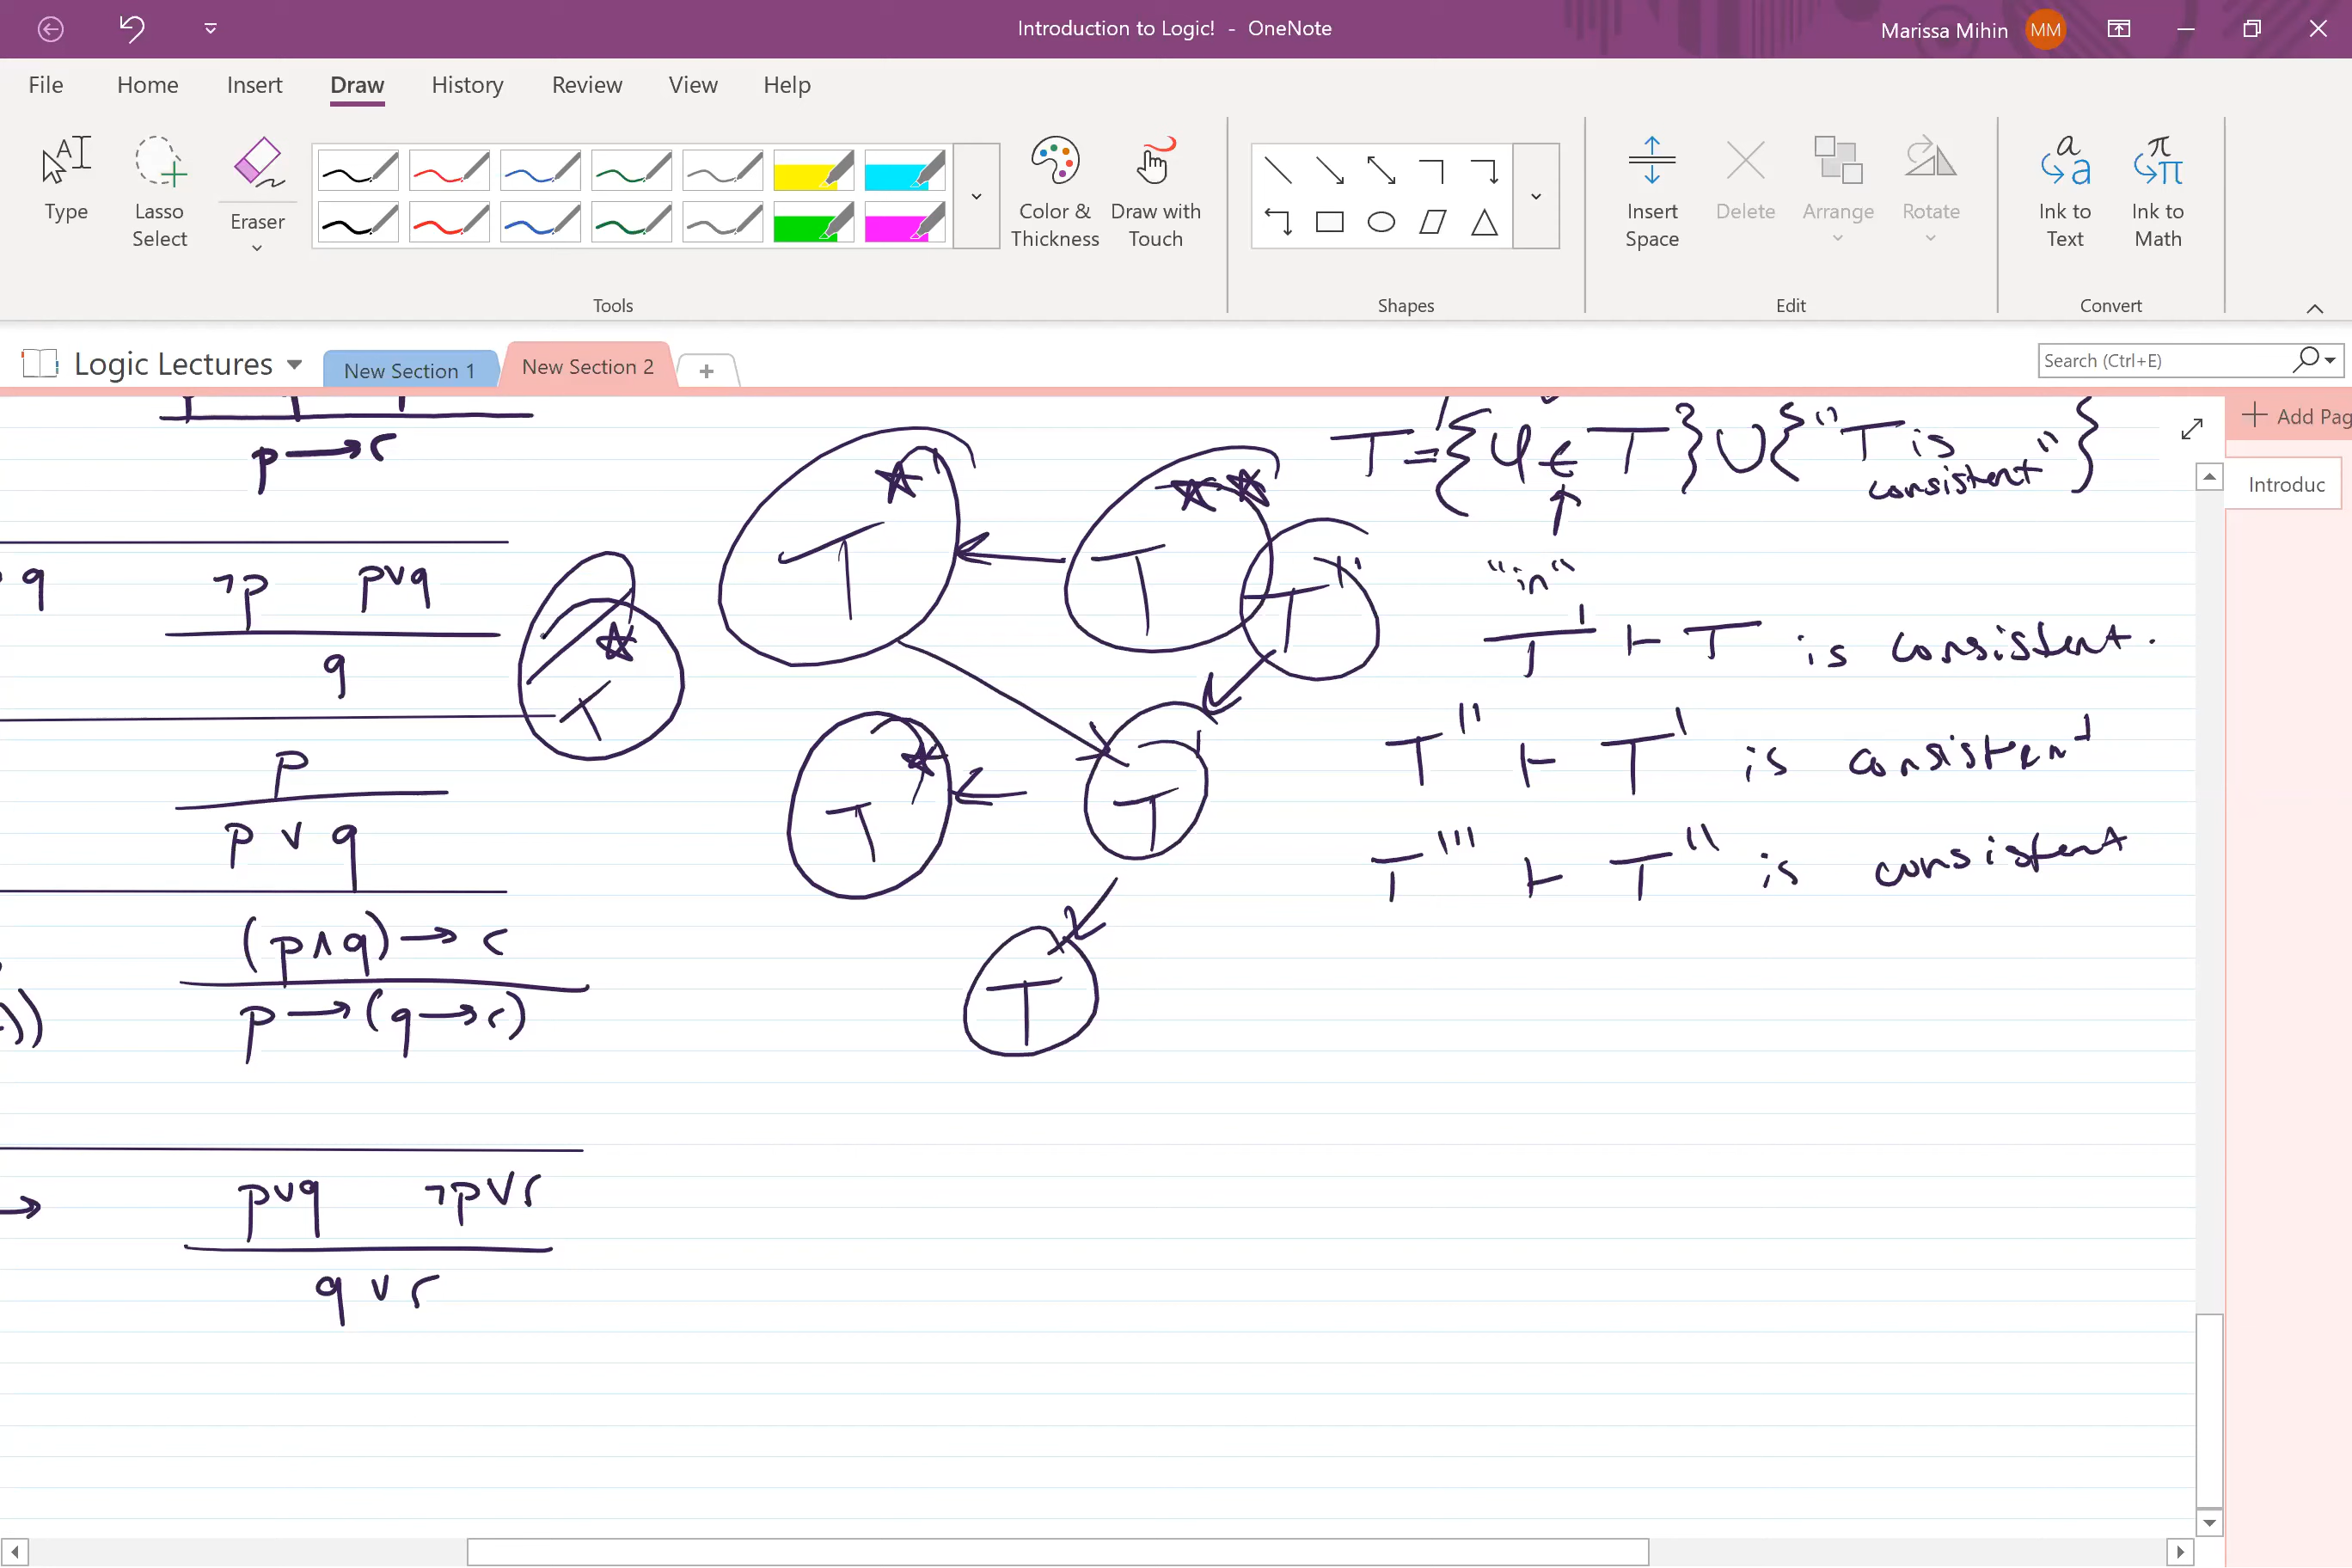 Introduction to Logic! - OneNote
Marissa Mihin MM
File Home Insert Draw History Review View Help
Type
Lasso Select
Eraser
Color & Thickness
Draw with Touch
Insert Space
Delete
Arrange
Rotate
Ink to Text
Ink to Math
Tools
Shapes
Edit
Convert
Logic Lectures
New Section 1
New Section 2
+
Search (Ctrl+E)
Add Pag
Introduc
p → r
q
¬p p∨q
q
p
p ∨ q
(p∧q) → r
p → (q → r)
))
→
p∨q ¬p∨r
q ∨ r
T*
T*
T**
T''
T*
T'
T
T' = {φ ∈ T} ∪ {"T is consistent"}
"in"
T' ⊢ T is consistent.
T'' ⊢ T' is consistent
T''' ⊢ T'' is consistent